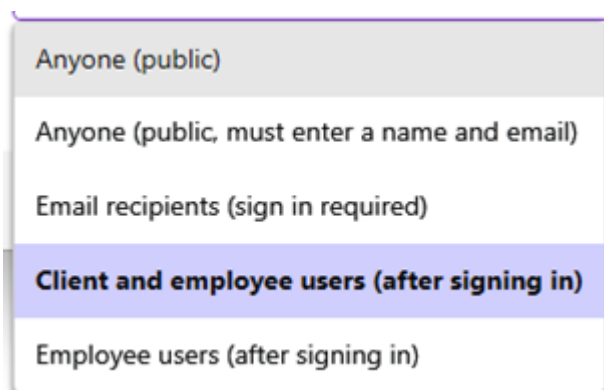 Anyone (public)
Anyone (public, must enter a name and email)
Email recipients (sign in required)
Client and employee users (after signing in)
Employee users (after signing in)